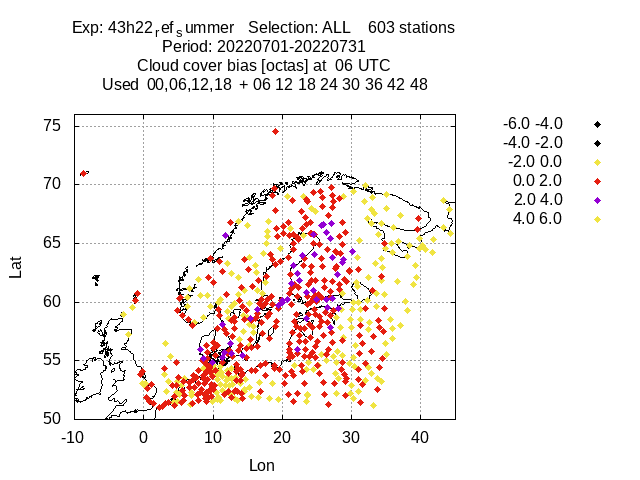 Exp: 43h22refsummer   Selection: ALL    603 stations
Period: 20220701-20220731
Cloud cover bias [octas] at  06 UTC
Used  00,06,12,18  + 06 12 18 24 30 36 42 48
-6.0 -4.0
-4.0 -2.0
-2.0 0.0
0.0 2.0
2.0 4.0
4.0 6.0
75
70
65
60
55
50
Lat
-10 0 10 20 30 40
Lon